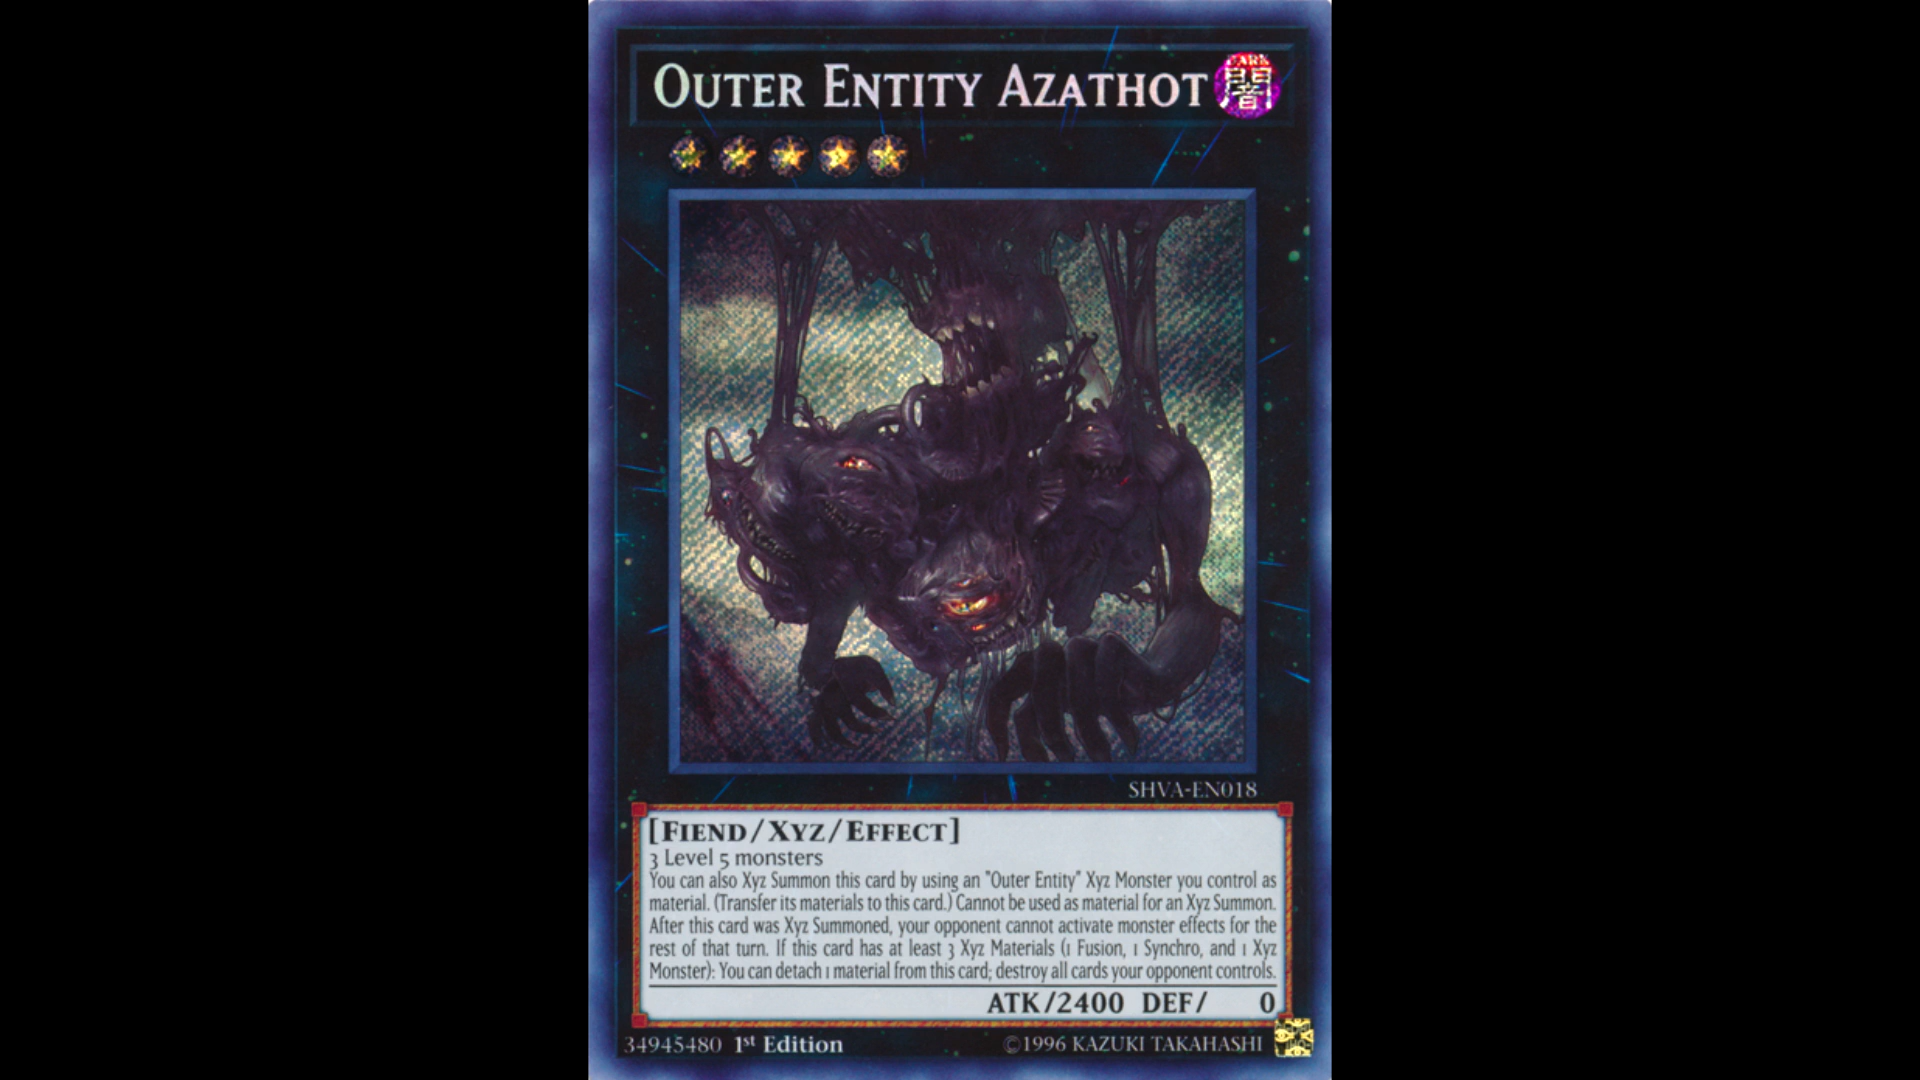 OUTER ENTITY AZATHOT
DARK
闇
SHVA-EN018
[FIEND/XYZ/EFFECT]
3 Level 5 monsters
You can also Xyz Summon this card by using an "Outer Entity" Xyz Monster you control as
material. (Transfer its materials to this card.) Cannot be used as material for an Xyz Summon.
After this card was Xyz Summoned, your opponent cannot activate monster effects for the
rest of that turn. If this card has at least 3 Xyz Materials (1 Fusion, 1 Synchro, and 1 Xyz
Monster): You can detach 1 material from this card; destroy all cards your opponent controls.
ATK/2400 DEF/ 0
34945480 1st Edition ©1996 KAZUKI TAKAHASHI